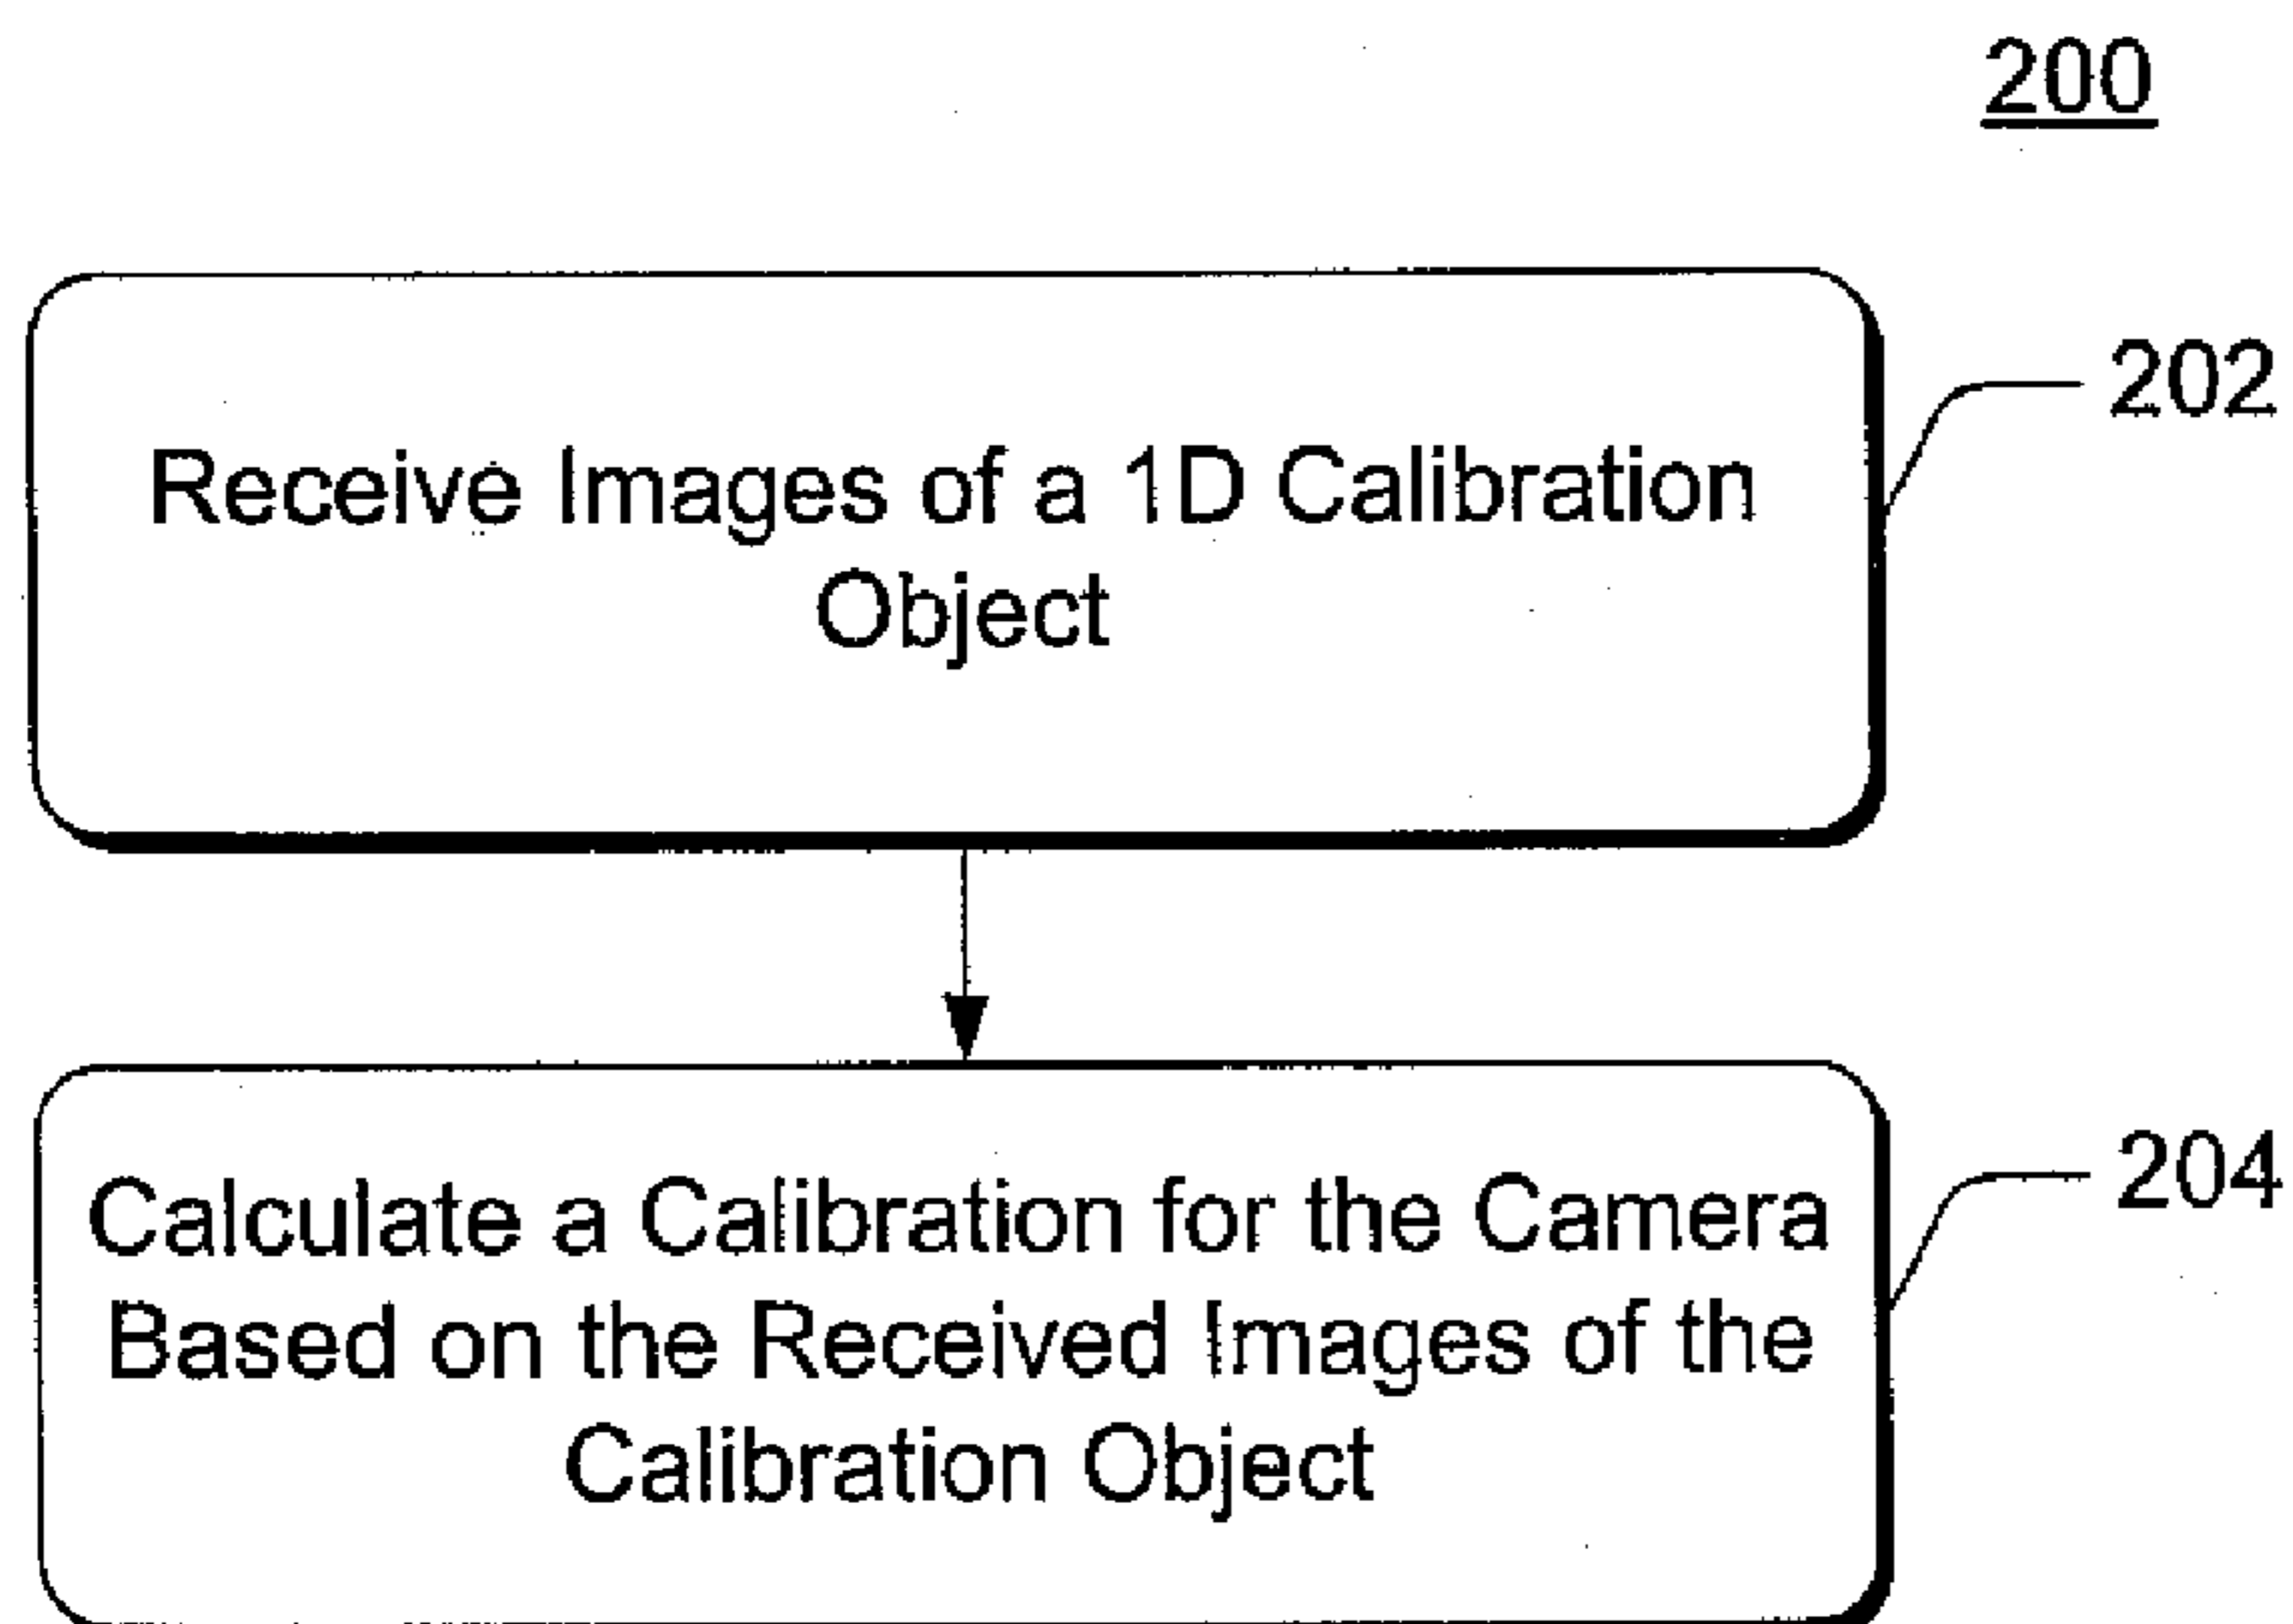 200
Receive Images of a 1D Calibration
Object
202
Calculate a Calibration for the Camera
Based on the Received Images of the
Calibration Object
204